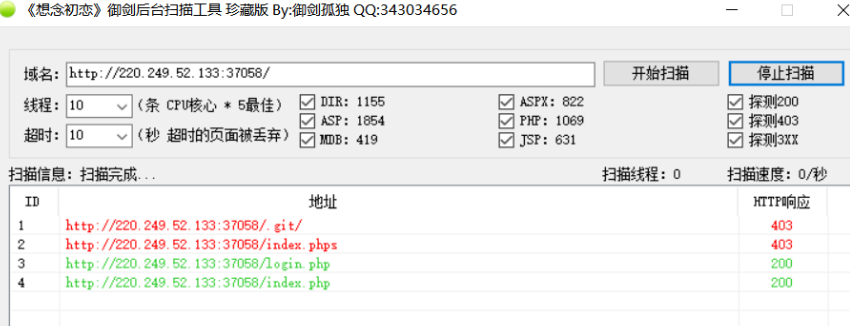 《想念初恋》御剑后台扫描工具 珍藏版 By:御剑孤独 QQ:343034656
域名: http://220.249.52.133:37058/ 开始扫描 停止扫描
线程: 10 (条 CPU核心 * 5最佳) DIR: 1155 ASPX: 822 探测200
超时: 10 (秒 超时的页面被丢弃) ASP: 1854 PHP: 1069 探测403
MDB: 419 JSP: 631 探测3XX
扫描信息: 扫描完成... 扫描线程: 0 扫描速度: 0/秒
ID 地址 HTTP响应
1 http://220.249.52.133:37058/.git/ 403
2 http://220.249.52.133:37058/index.phps 403
3 http://220.249.52.133:37058/login.php 200
4 http://220.249.52.133:37058/index.php 200